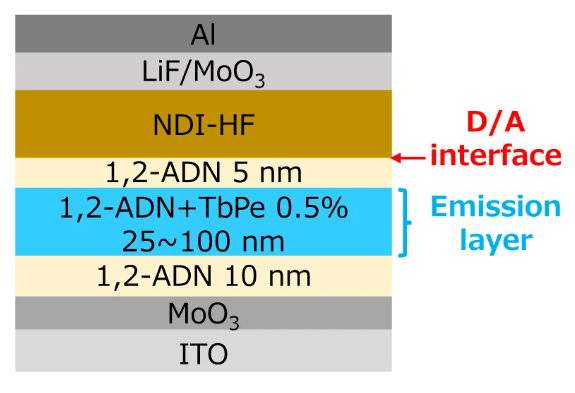 Al
LiF/MoO₃
NDI-HF
D/A
interface
1,2-ADN 5 nm
1,2-ADN+TbPe 0.5%
25~100 nm
Emission
layer
1,2-ADN 10 nm
MoO₃
ITO